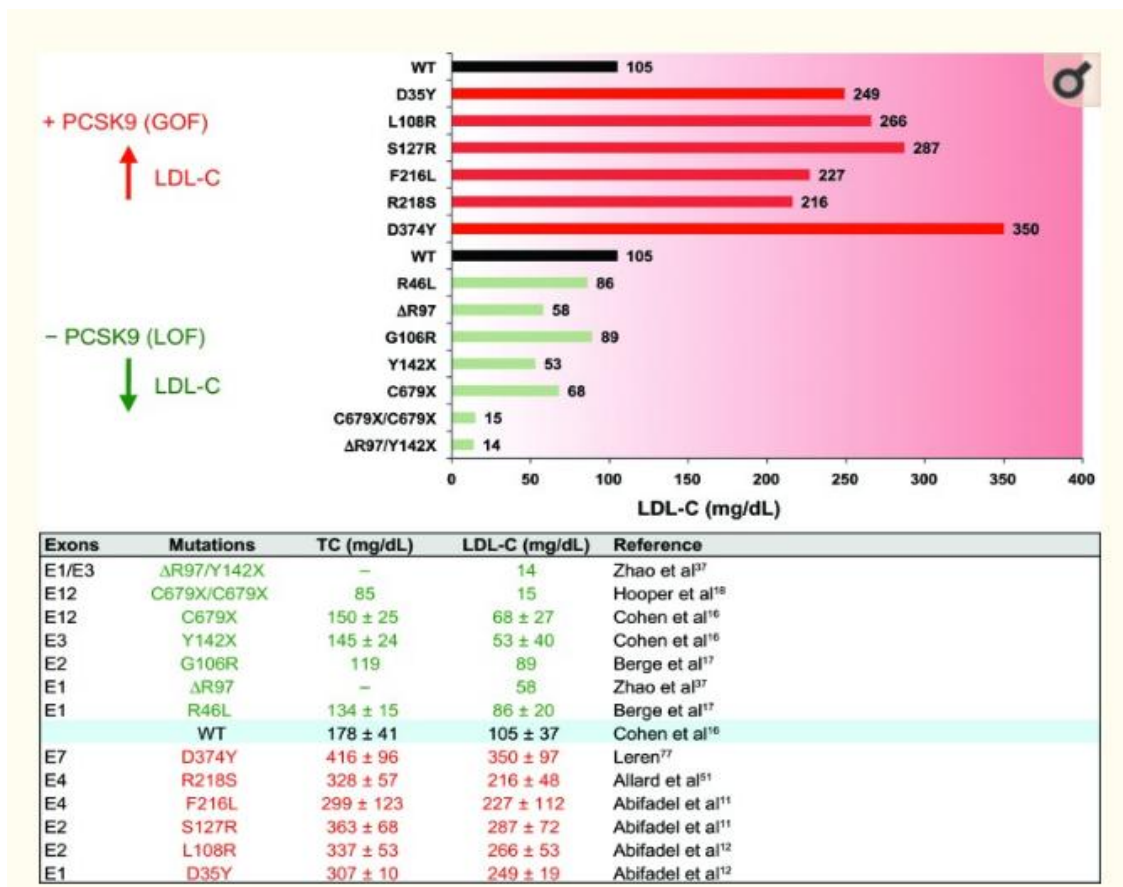 WT 105
D35Y 249
+ PCSK9 (GOF)
L108R 266
S127R 287
LDL-C
F216L 227
R218S 216
D374Y 350
WT 105
R46L 86
ΔR97 58
− PCSK9 (LOF)
G106R 89
Y142X 53
LDL-C
C679X 68
C679X/C679X 15
ΔR97/Y142X 14
0 50 100 150 200 250 300 350 400
LDL-C (mg/dL)
Exons Mutations TC (mg/dL) LDL-C (mg/dL) Reference
E1/E3 ΔR97/Y142X – 14 Zhao et al37
E12 C679X/C679X 85 15 Hooper et al18
E12 C679X 150 ± 25 68 ± 27 Cohen et al16
E3 Y142X 145 ± 24 53 ± 40 Cohen et al16
E2 G106R 119 89 Berge et al17
E1 ΔR97 – 58 Zhao et al37
E1 R46L 134 ± 15 86 ± 20 Berge et al17
WT 178 ± 41 105 ± 37 Cohen et al16
E7 D374Y 416 ± 96 350 ± 97 Leren77
E4 R218S 328 ± 57 216 ± 48 Allard et al51
E4 F216L 299 ± 123 227 ± 112 Abifadel et al11
E2 S127R 363 ± 68 287 ± 72 Abifadel et al11
E2 L108R 337 ± 53 266 ± 53 Abifadel et al12
E1 D35Y 307 ± 10 249 ± 19 Abifadel et al12